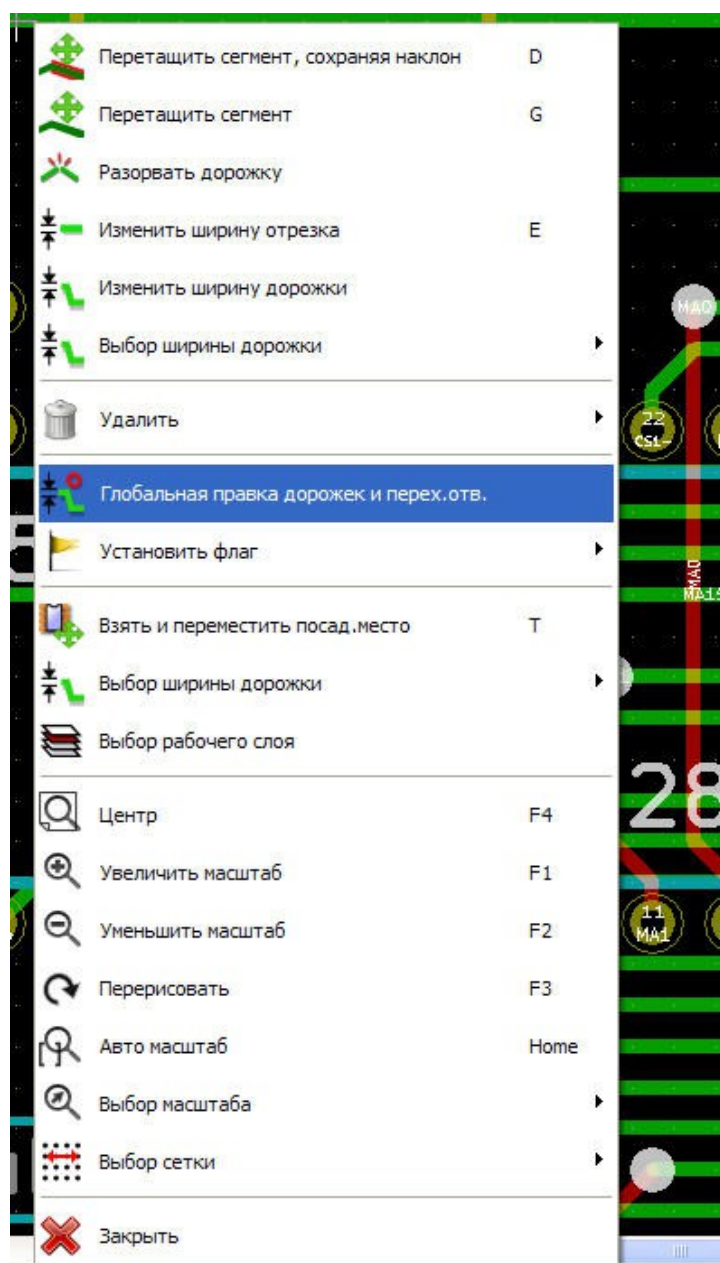 Перетащить сегмент, сохраняя наклон D
Перетащить сегмент G
Разорвать дорожку
Изменить ширину отрезка E
Изменить ширину дорожки
Выбор ширины дорожки
Удалить
Глобальная правка дорожек и перех.отв.
Установить флаг
Взять и переместить посад.место T
Выбор ширины дорожки
Выбор рабочего слоя
Центр F4
Увеличить масштаб F1
Уменьшить масштаб F2
Перерисовать F3
Авто масштаб Home
Выбор масштаба
Выбор сетки
Закрыть
MA0
22
CS1-
MA0
28
11
MA1